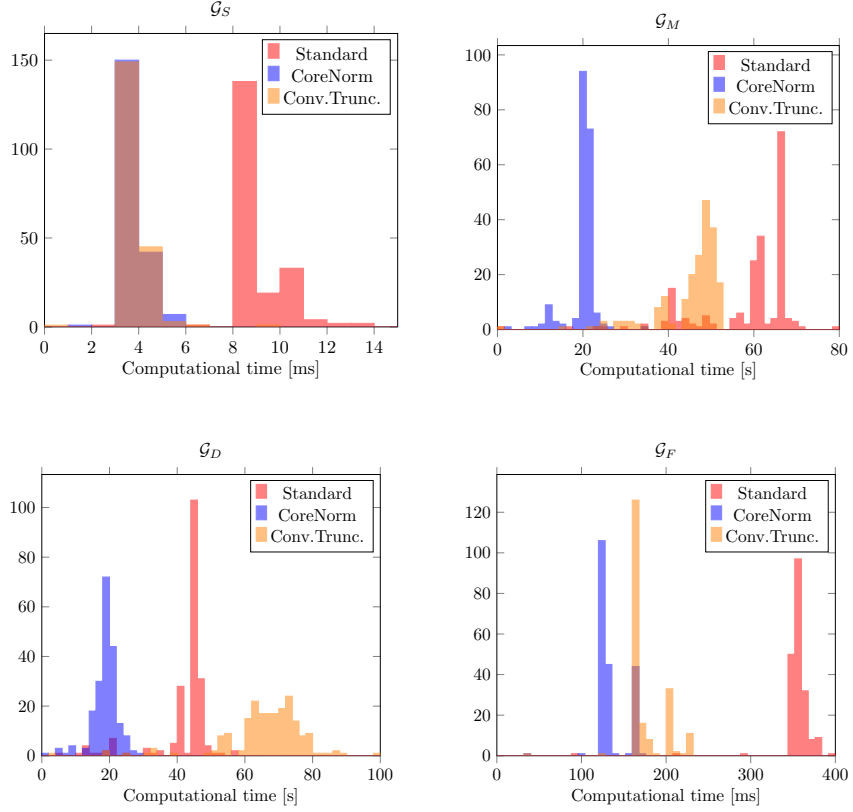 𝒢_S
150
100
50
0
Standard
CoreNorm
Conv.Trunc.
0 2 4 6 8 10 12 14
Computational time [ms]
𝒢_M
100
80
60
40
20
0
Standard
CoreNorm
Conv.Trunc.
0 20 40 60 80
Computational time [s]
𝒢_D
100
80
60
40
20
0
Standard
CoreNorm
Conv.Trunc.
0 20 40 60 80 100
Computational time [s]
𝒢_F
120
100
80
60
40
20
0
Standard
CoreNorm
Conv.Trunc.
0 100 200 300 400
Computational time [ms]